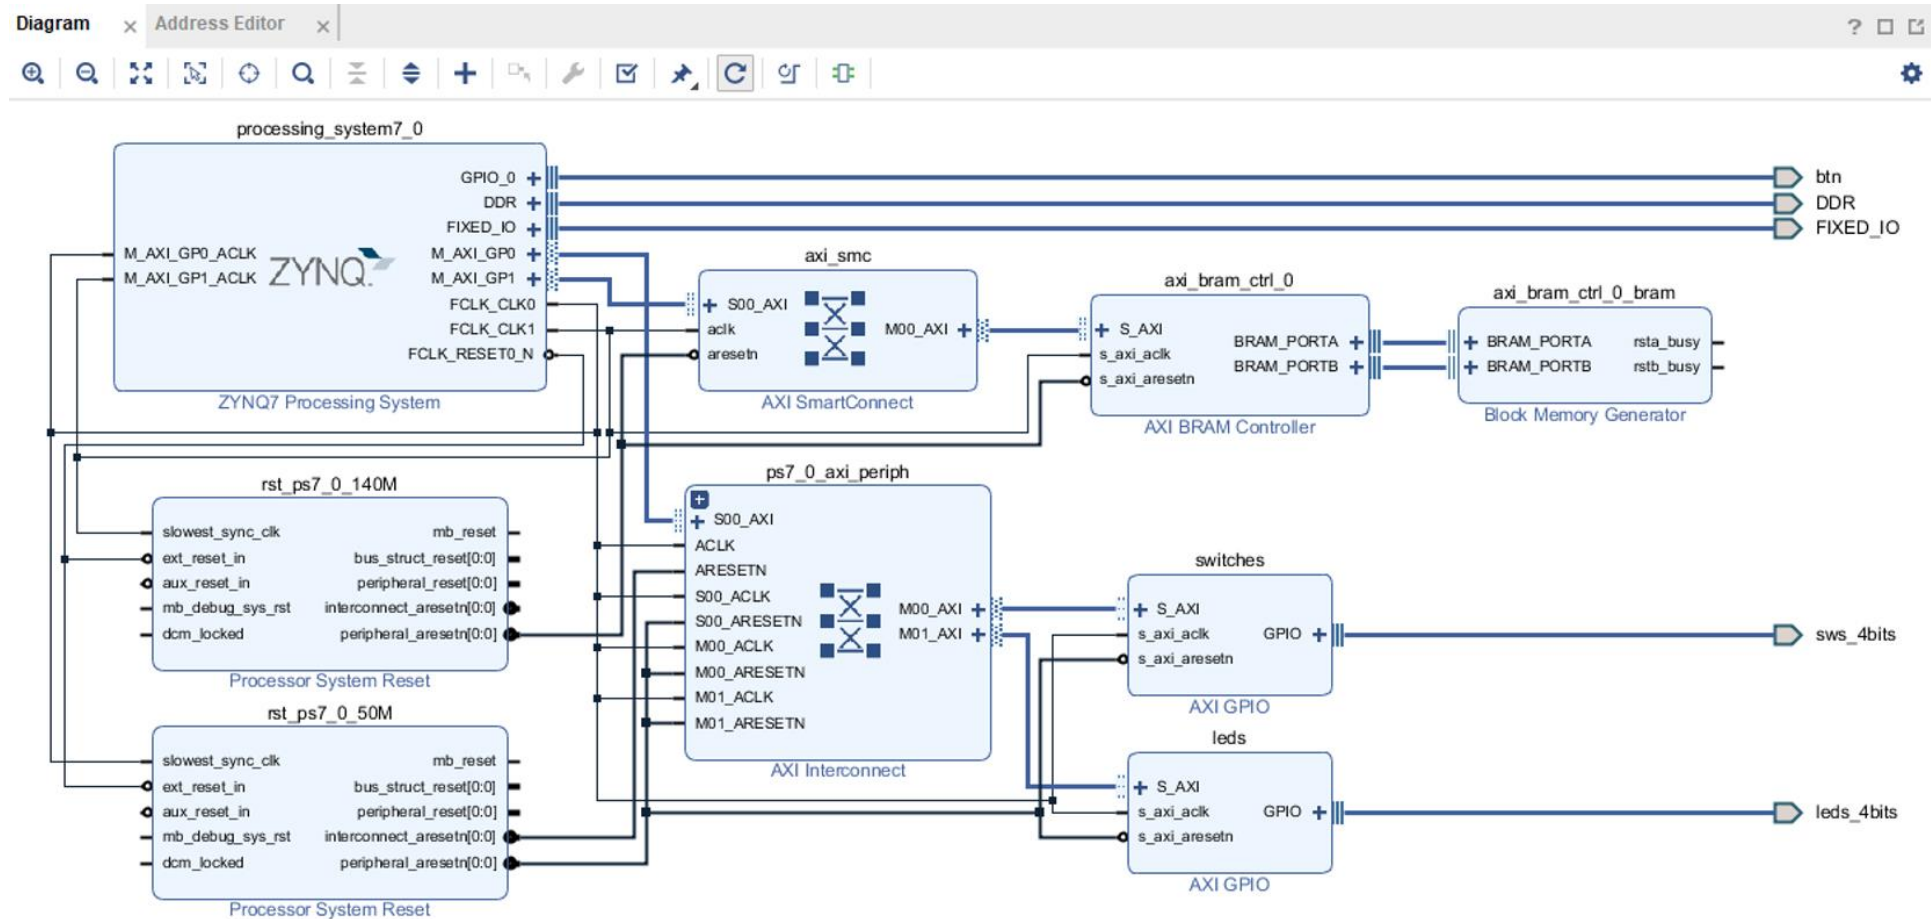 Diagram
Address Editor
processing_system7_0
GPIO_0
DDR
FIXED_IO
M_AXI_GP0_ACLK
M_AXI_GP1_ACLK
ZYNQ
M_AXI_GP0
M_AXI_GP1
FCLK_CLK0
FCLK_CLK1
FCLK_RESET0_N
ZYNQ7 Processing System
btn
DDR
FIXED_IO
axi_smc
S00_AXI
aclk
aresetn
M00_AXI
AXI SmartConnect
axi_bram_ctrl_0
S_AXI
s_axi_aclk
s_axi_aresetn
BRAM_PORTA
BRAM_PORTB
AXI BRAM Controller
axi_bram_ctrl_0_bram
BRAM_PORTA
BRAM_PORTB
rsta_busy
rstb_busy
Block Memory Generator
rst_ps7_0_140M
slowest_sync_clk
ext_reset_in
aux_reset_in
mb_debug_sys_rst
dcm_locked
mb_reset
bus_struct_reset[0:0]
peripheral_reset[0:0]
interconnect_aresetn[0:0]
peripheral_aresetn[0:0]
Processor System Reset
ps7_0_axi_periph
S00_AXI
ACLK
ARESETN
S00_ACLK
S00_ARESETN
M00_ACLK
M00_ARESETN
M01_ACLK
M01_ARESETN
M00_AXI
M01_AXI
AXI Interconnect
switches
S_AXI
s_axi_aclk
s_axi_aresetn
GPIO
AXI GPIO
sws_4bits
rst_ps7_0_50M
slowest_sync_clk
ext_reset_in
aux_reset_in
mb_debug_sys_rst
dcm_locked
mb_reset
bus_struct_reset[0:0]
peripheral_reset[0:0]
interconnect_aresetn[0:0]
peripheral_aresetn[0:0]
Processor System Reset
leds
S_AXI
s_axi_aclk
s_axi_aresetn
GPIO
AXI GPIO
leds_4bits